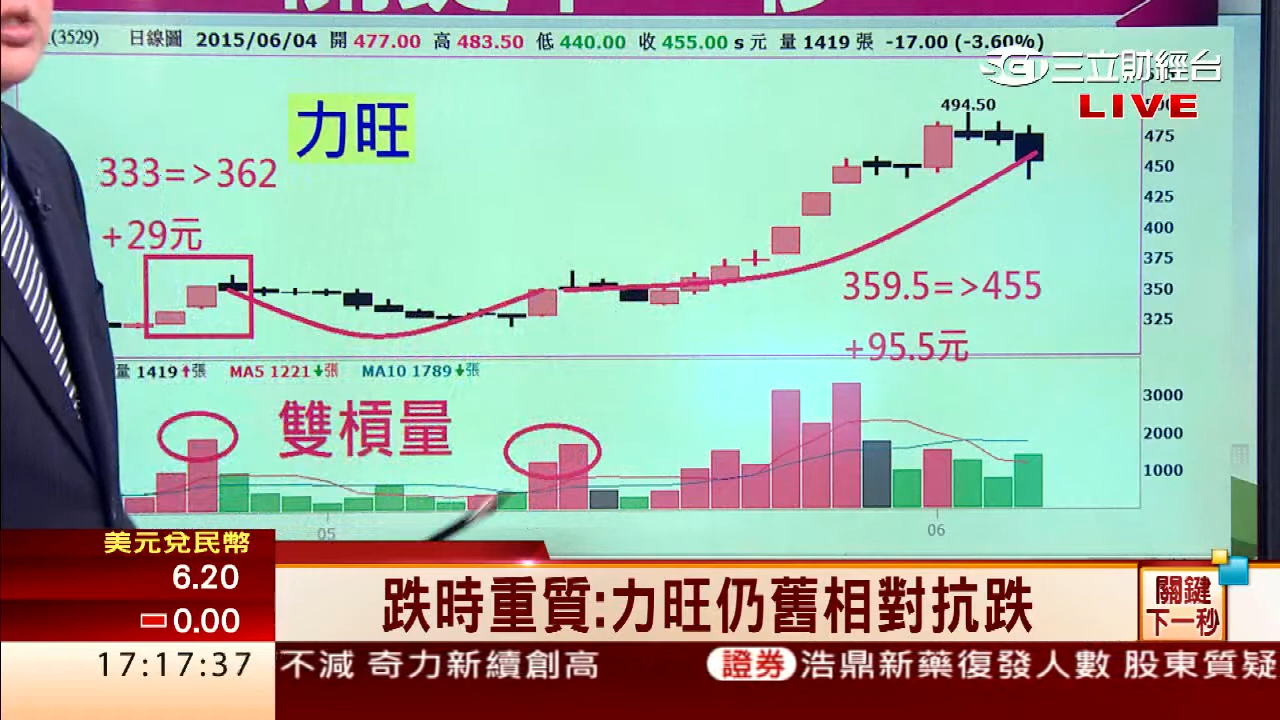 (3529) 日線圖 2015/06/04 開 477.00 高 483.50 低 440.00 收 455.00 s 元 量 1419 張 -17.00 (-3.60%)
三立財經台
LIVE
力旺
494.50
333=>362
+29元
475
450
425
400
375
350
325
359.5=>455
+95.5元
量 1419↑張 MA5 1221↓張 MA10 1789↓張
雙槓量
3000
2000
1000
05
06
美元兌民幣
6.20
0.00
跌時重質:力旺仍舊相對抗跌
關鍵
下一秒
17:17:37
不減 奇力新續創高 證券 浩鼎新藥復發人數 股東質疑